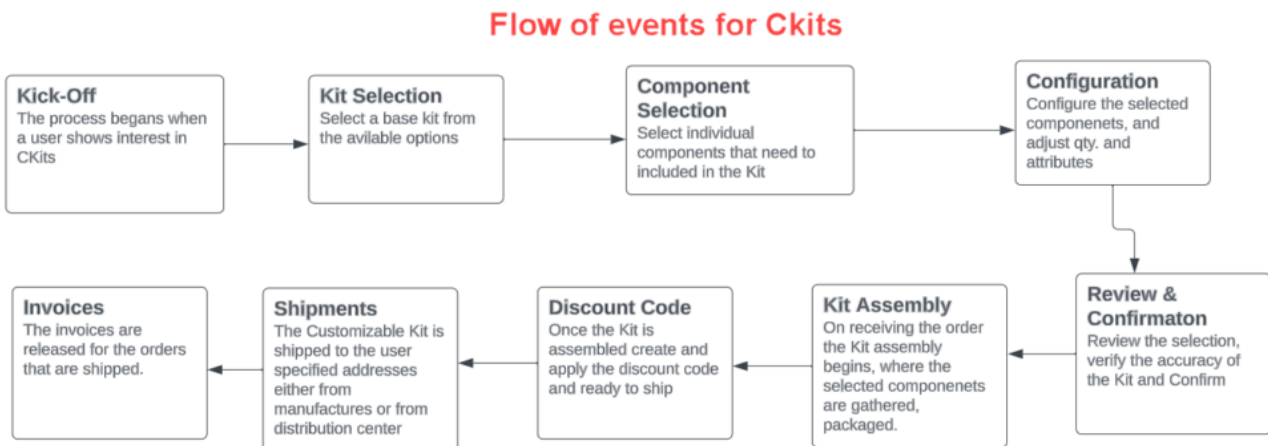 Flow of events for Ckits
Kick-Off
The process begans when
a user shows interest in
CKits
Kit Selection
Select a base kit from
the avilable options
Component
Selection
Select individual
components that need to
included in the Kit
Configuration
Configure the selected
componenets, and
adjust qty. and
attributes
Review &
Confirmaton
Review the selection,
verify the accuracy of
the Kit and Confirm
Kit Assembly
On receiving the order
the Kit assembly
begins, where the
selected componenets
are gathered,
packaged.
Discount Code
Once the Kit is
assembled create and
apply the discount code
and ready to ship
Shipments
The Customizable Kit is
shipped to the user
specified addresses
either from
manufactures or from
distribution center
Invoices
The invoices are
released for the orders
that are shipped.